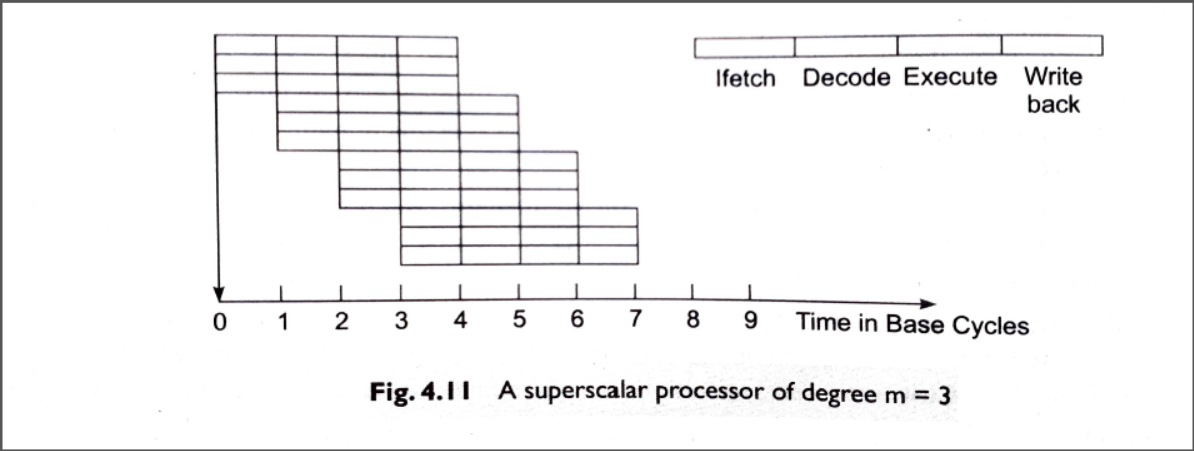 Ifetch Decode Execute Write
back
0 1 2 3 4 5 6 7 8 9 Time in Base Cycles
Fig. 4.11 A superscalar processor of degree m = 3